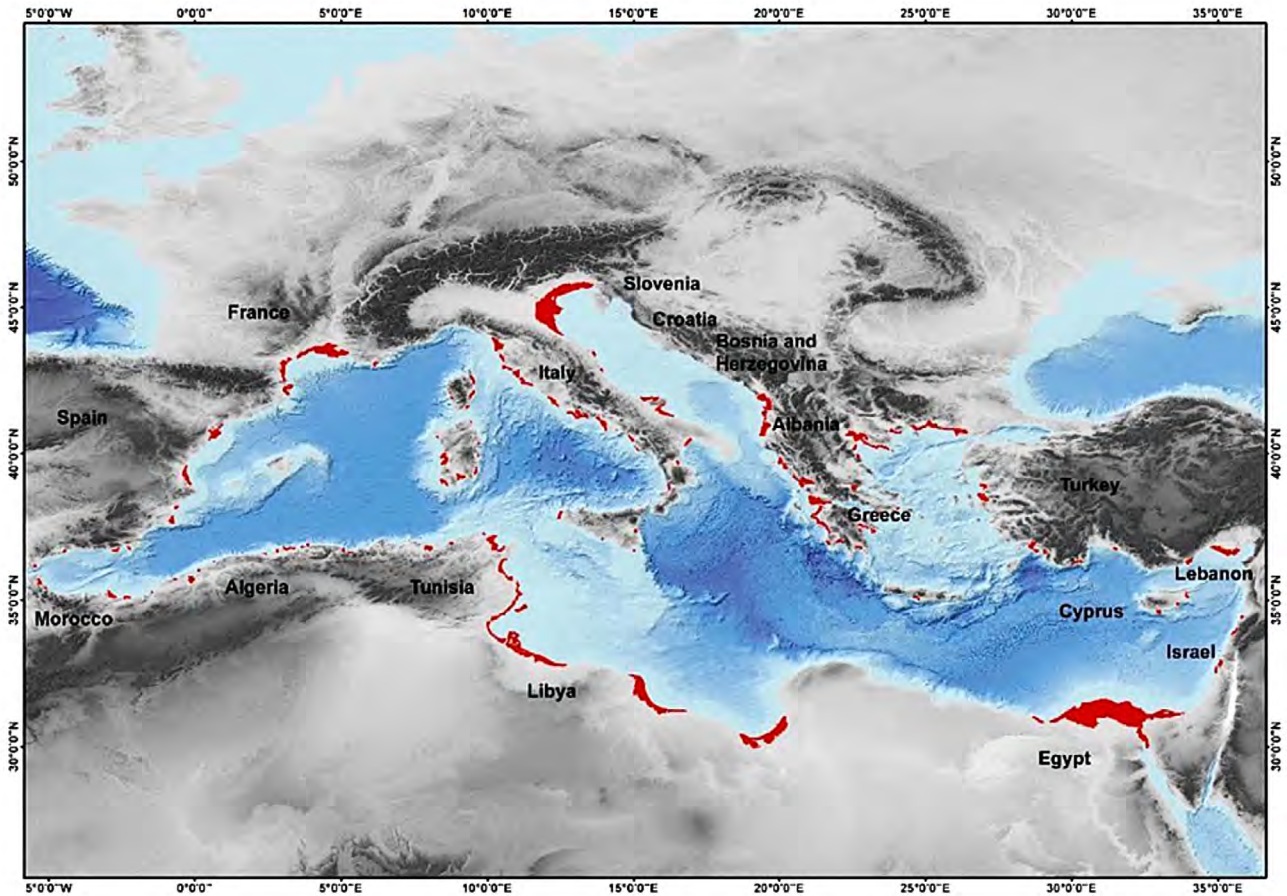 5°0'0"W 0°0'0" 5°0'0"E 10°0'0"E 15°0'0"E 20°0'0"E 25°0'0"E 30°0'0"E 35°0'0"E
50°0'0"N 50°0'0"N
45°0'0"N 45°0'0"N
40°0'0"N 40°0'0"N
35°0'0"N 35°0'0"N
30°0'0"N 30°0'0"N
Slovenia
France
Croatia
Bosnia and
Herzegovina
Italy
Spain
Albania
Turkey
Greece
Lebanon
Algeria
Tunisia
Cyprus
Morocco
Israel
Libya
Egypt
5°0'0"W 0°0'0" 5°0'0"E 10°0'0"E 15°0'0"E 20°0'0"E 25°0'0"E 30°0'0"E 35°0'0"E